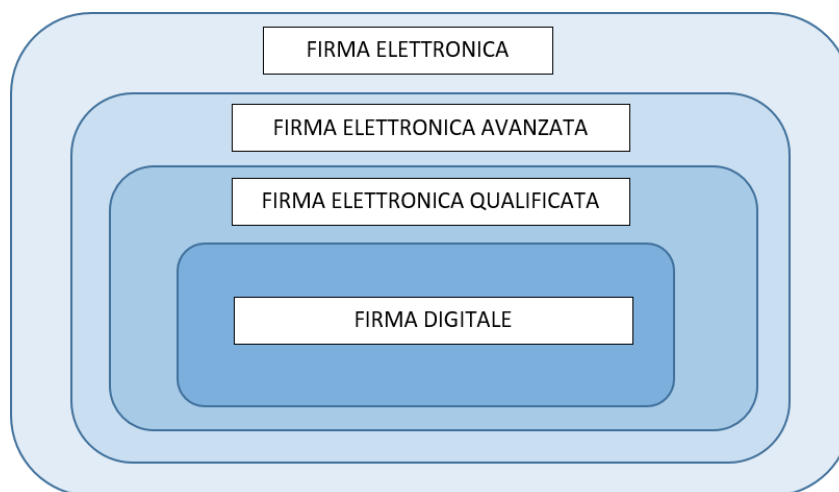 FIRMA ELETTRONICA
FIRMA ELETTRONICA AVANZATA
FIRMA ELETTRONICA QUALIFICATA
FIRMA DIGITALE